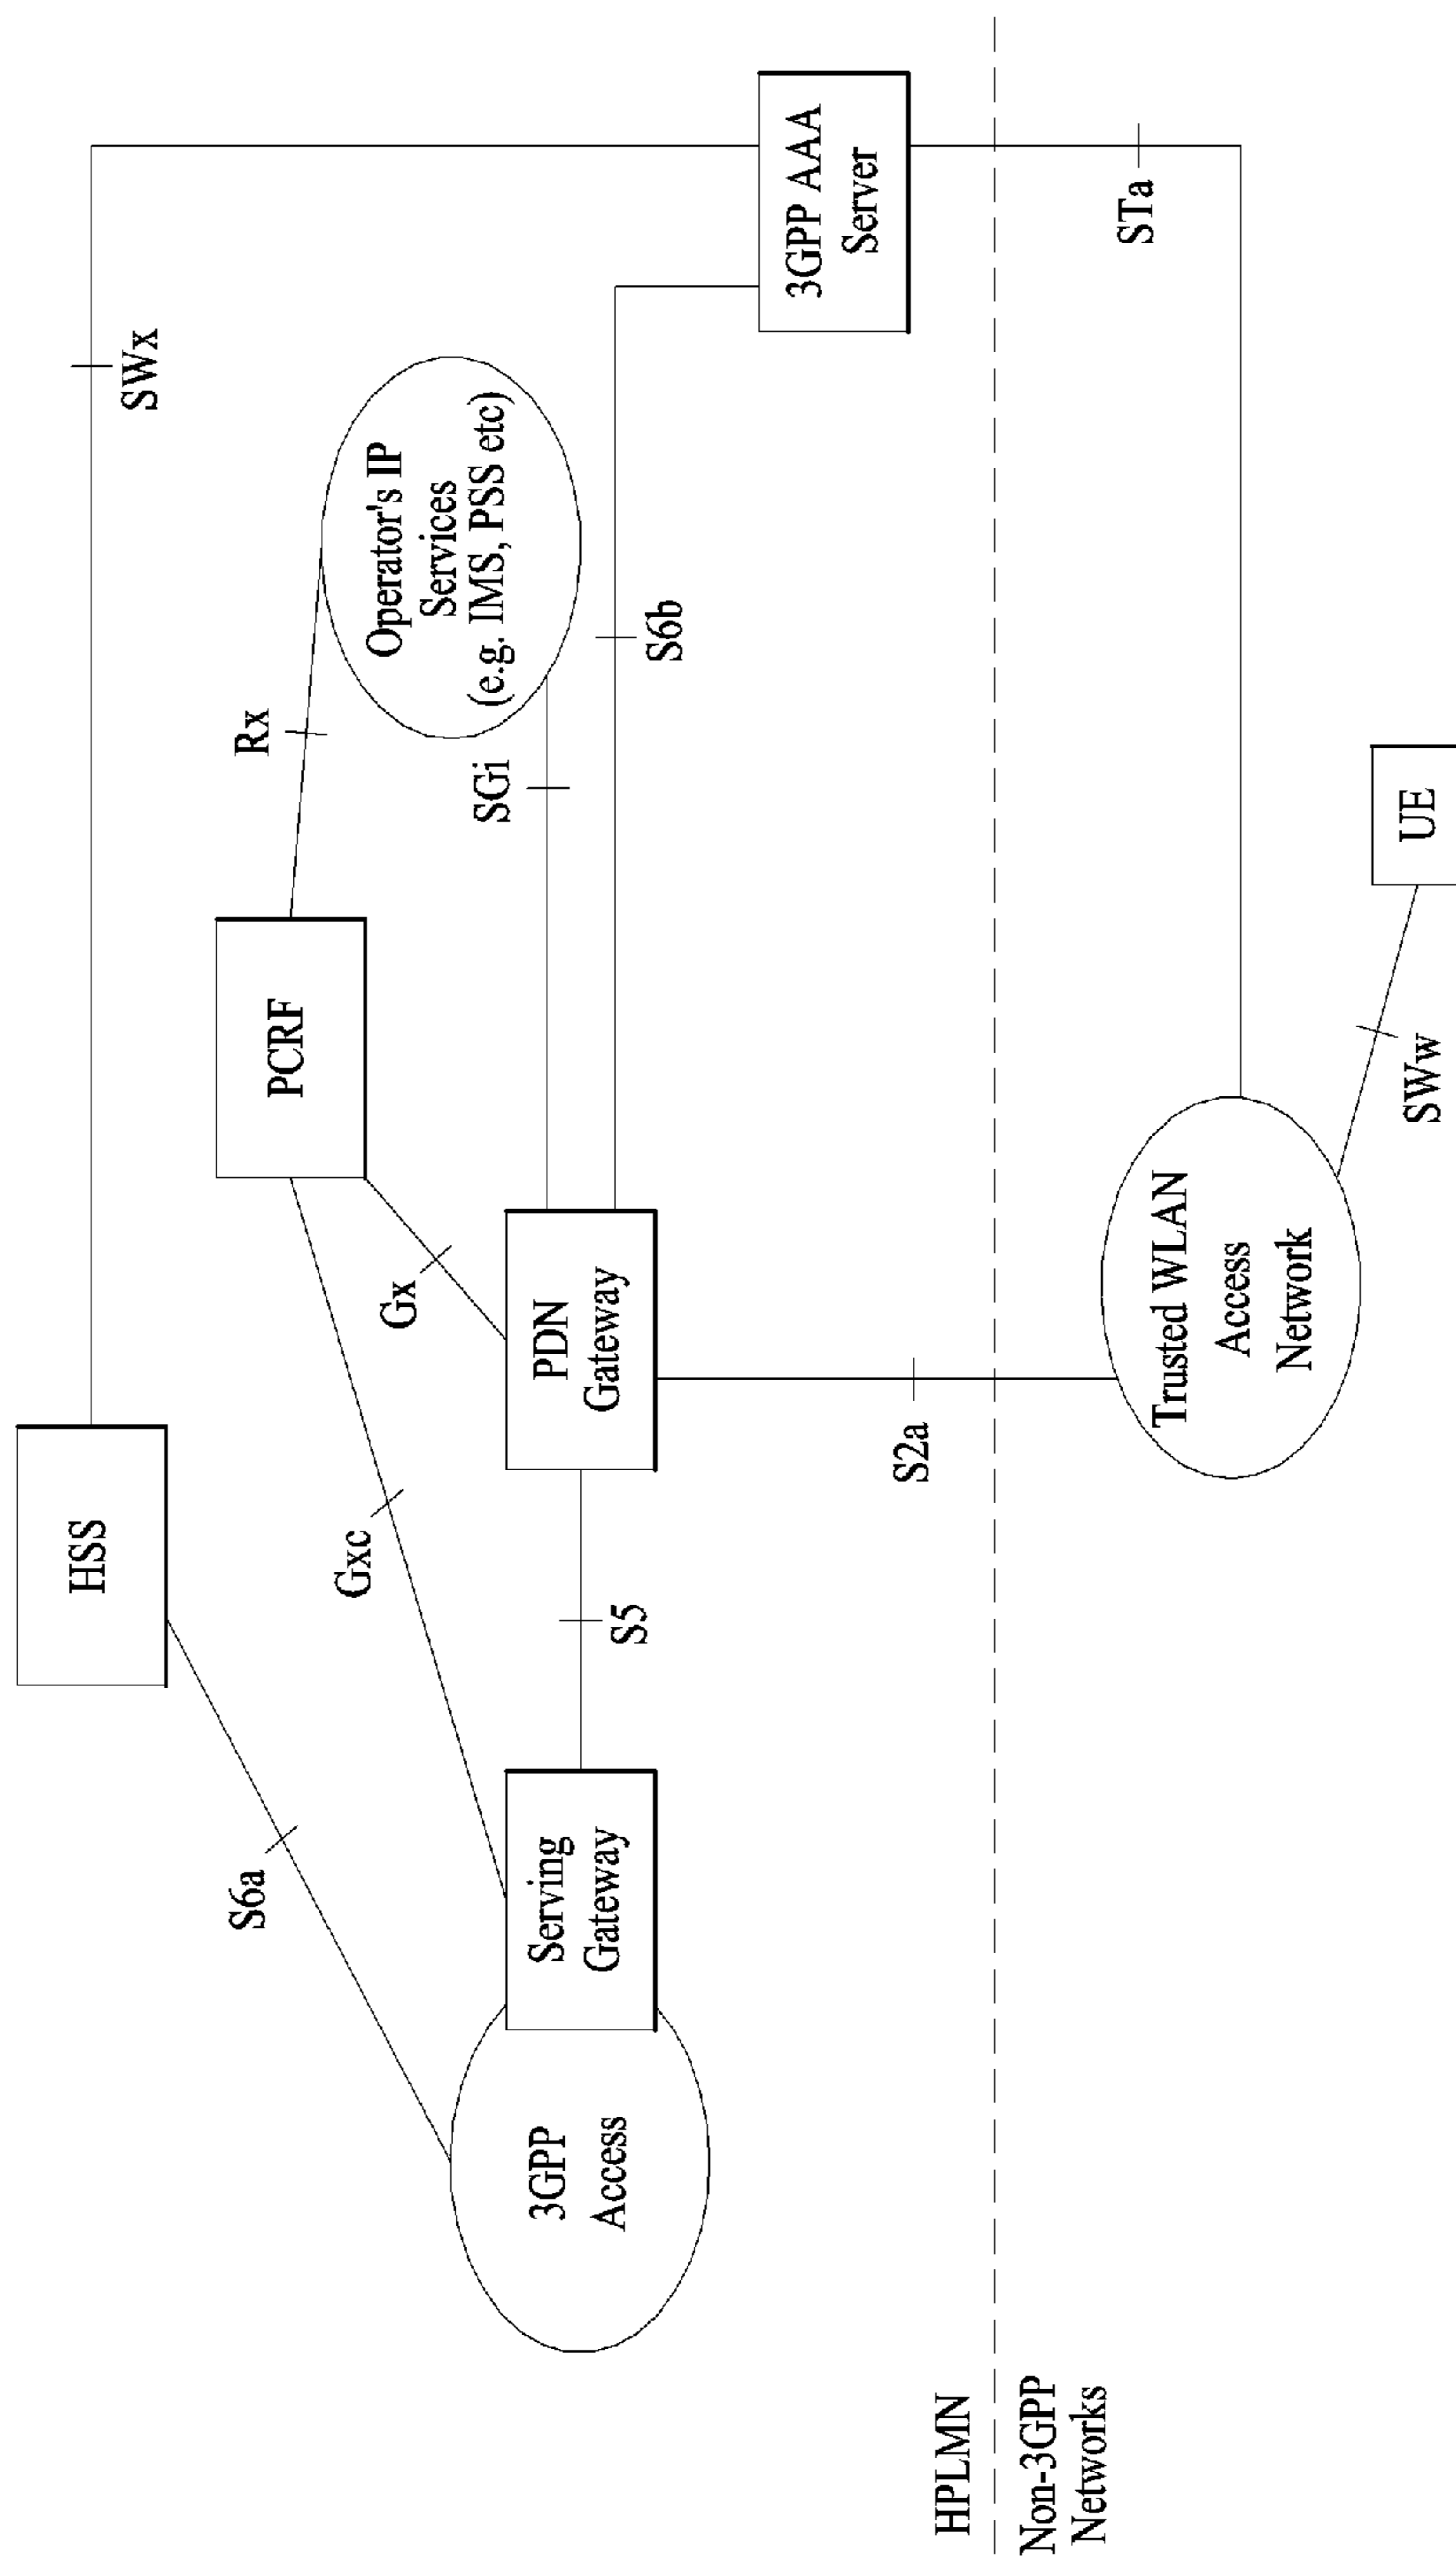 HSS
SWx
S6a
PCRF
Rx
Gxc
Gx
Operator's IP
Services
(e.g. IMS, PSS etc)
SGi
3GPP
Access
Serving
Gateway
S5
PDN
Gateway
S6b
3GPP AAA
Server
S2a
HPLMN
Non-3GPP
Networks
STa
Trusted WLAN
Access
Network
SWw
UE